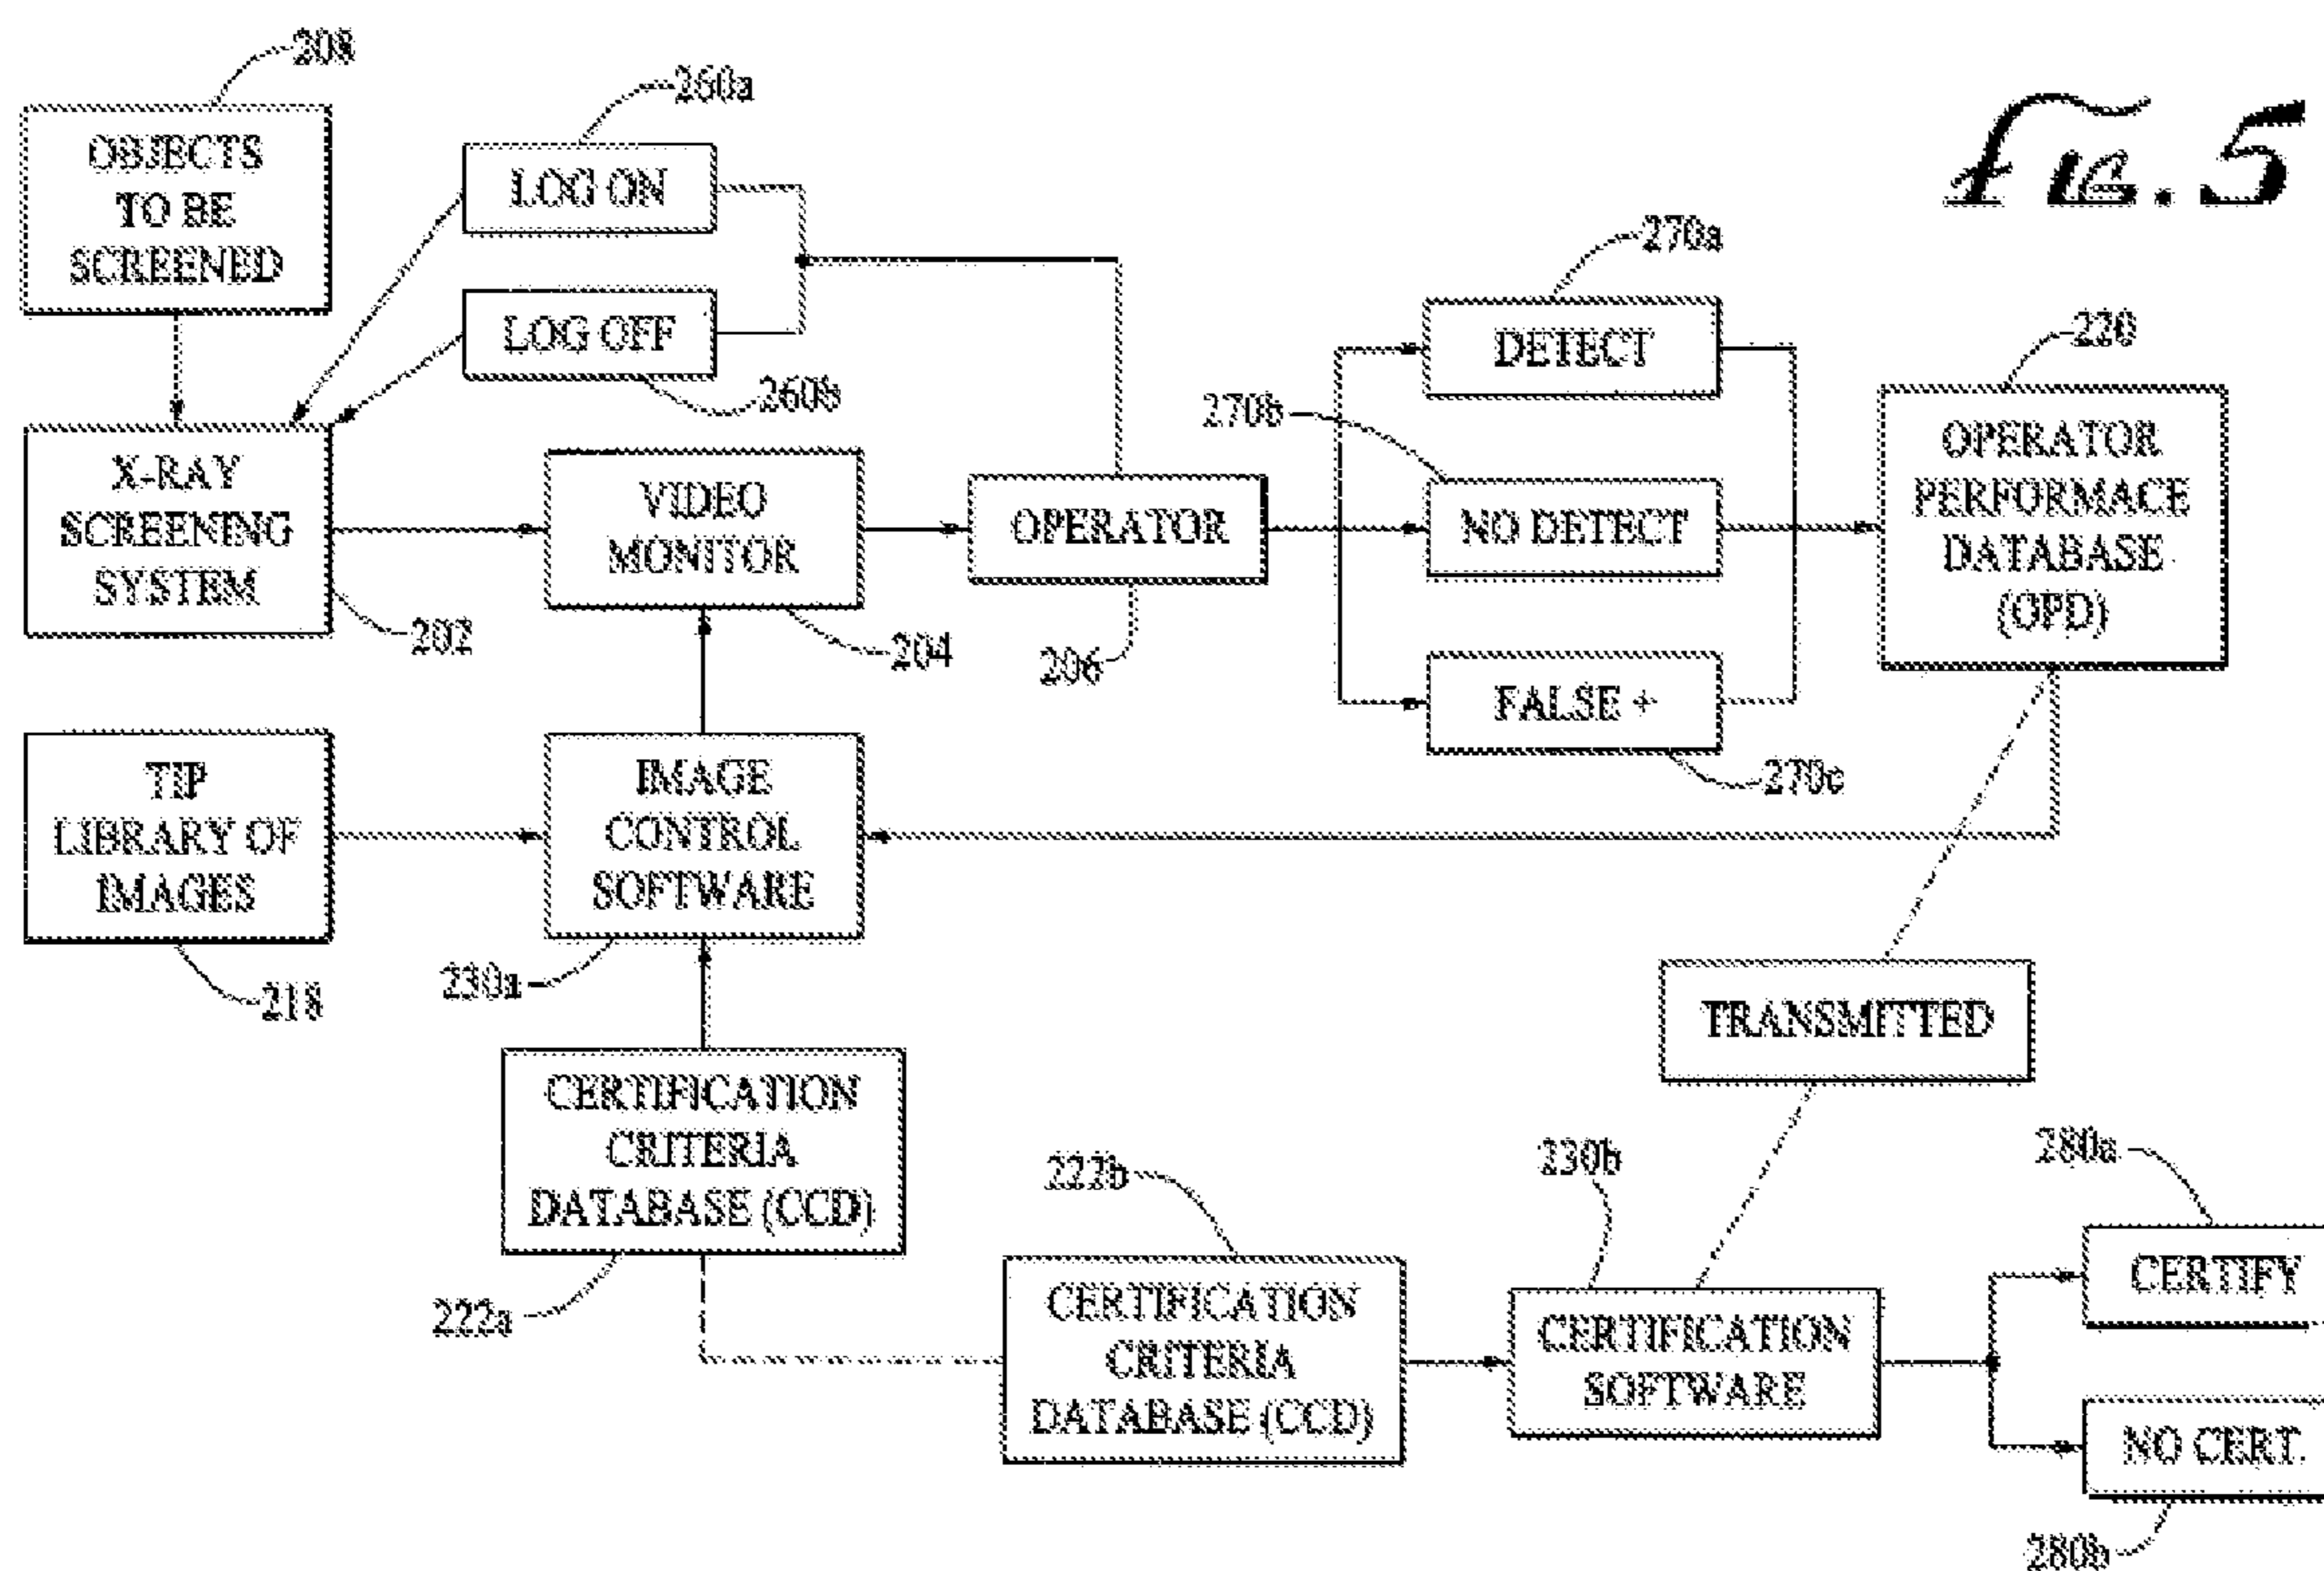 FIG. 5
208
OBJECTS
TO BE
SCREENED
260a
LOG ON
LOG OFF
260b
X-RAY
SCREENING
SYSTEM
202
VIDEO
MONITOR
204
OPERATOR
206
270a
DETECT
270b
NO DETECT
FALSE +
270c
220
OPERATOR
PERFORMACE
DATABASE
(OPD)
TIP
LIBRARY OF
IMAGES
218
IMAGE
CONTROL
SOFTWARE
230a
TRANSMITTED
CERTIFICATION
CRITERIA
DATABASE (CCD)
222a
222b
CERTIFICATION
CRITERIA
DATABASE (CCD)
230b
CERTIFICATION
SOFTWARE
280a
CERTIFY
NO CERT.
280b